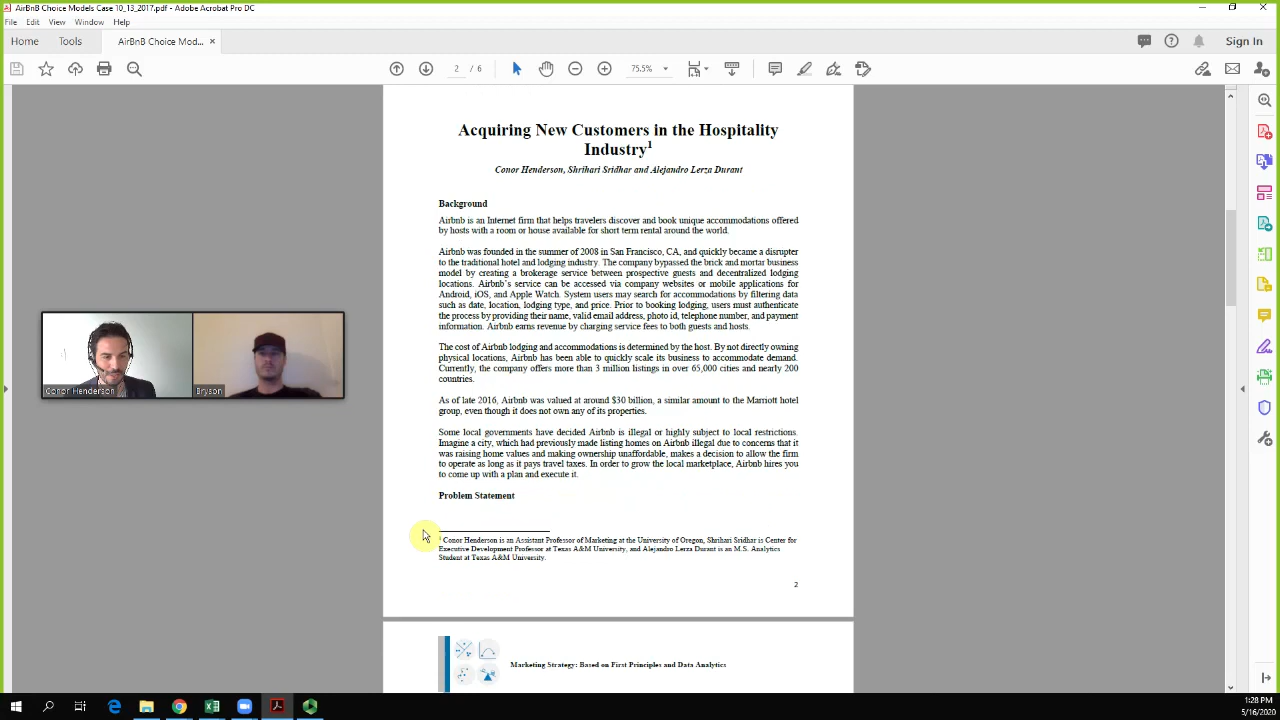 AirBnB Choice Models Case 10_13_2017.pdf - Adobe Acrobat Pro DC
File Edit View Window Help
Home Tools AirBnB Choice Mod... × Sign In
2 / 6 75.5%
Acquiring New Customers in the Hospitality
Industry1
Conor Henderson, Shrihari Sridhar and Alejandro Lerza Durant
Background
Airbnb is an Internet firm that helps travelers discover and book unique accommodations offered
by hosts with a room or house available for short term rental around the world.
Airbnb was founded in the summer of 2008 in San Francisco, CA, and quickly became a disrupter
to the traditional hotel and lodging industry. The company bypassed the brick and mortar business
model by creating a brokerage service between prospective guests and decentralized lodging
locations. Airbnb's service can be accessed via company websites or mobile applications for
Android, iOS, and Apple Watch. System users may search for accommodations by filtering data
such as date, location, lodging type, and price. Prior to booking lodging, users must authenticate
the process by providing their name, valid email address, photo id, telephone number, and payment
information. Airbnb earns revenue by charging service fees to both guests and hosts.
The cost of Airbnb lodging and accommodations is determined by the host. By not directly owning
physical locations, Airbnb has been able to quickly scale its business to accommodate demand.
Currently, the company offers more than 3 million listings in over 65,000 cities and nearly 200
countries.
As of late 2016, Airbnb was valued at around $30 billion, a similar amount to the Marriott hotel
group, even though it does not own any of its properties.
Some local governments have decided Airbnb is illegal or highly subject to local restrictions.
Imagine a city, which had previously made listing homes on Airbnb illegal due to concerns that it
was raising home values and making ownership unaffordable, makes a decision to allow the firm
to operate as long as it pays travel taxes. In order to grow the local marketplace, Airbnb hires you
to come up with a plan and execute it.
Problem Statement
1 Conor Henderson is an Assistant Professor of Marketing at the University of Oregon, Shrihari Sridhar is Center for
Executive Development Professor at Texas A&M University, and Alejandro Lerza Durant is an M.S. Analytics
Student at Texas A&M University.
2
Marketing Strategy: Based on First Principles and Data Analytics
Conor Henderson
Bryson
1:28 PM
5/16/2020